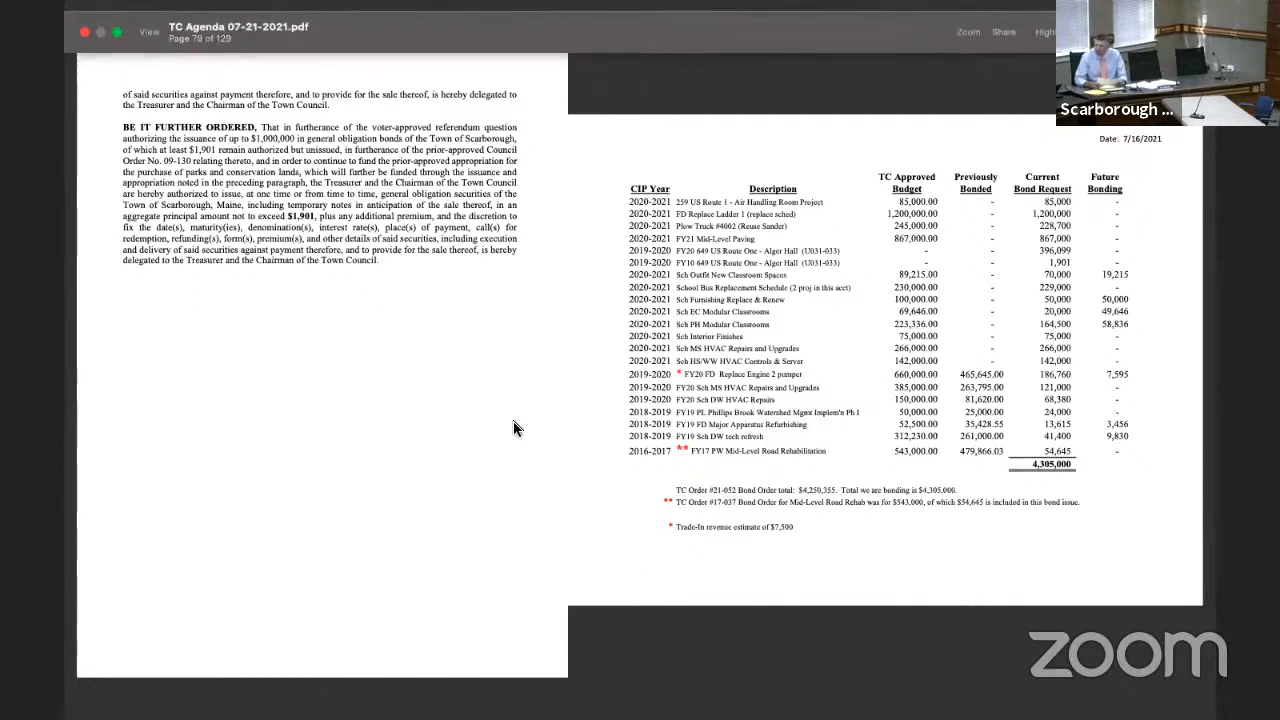 View
TC Agenda 07-21-2021.pdf
Page 79 of 129
Zoom Share High
Scarborough ...
of said securities against payment therefore, and to provide for the sale thereof, is hereby delegated to
the Treasurer and the Chairman of the Town Council.
BE IT FURTHER ORDERED, That in furtherance of the voter-approved referendum question
authorizing the issuance of up to $1,000,000 in general obligation bonds of the Town of Scarborough,
of which at least $1,901 remain authorized but unissued, in furtherance of the prior-approved Council
Order No. 09-130 relating thereto, and in order to continue to fund the prior-approved appropriation for
the purchase of parks and conservation lands, which will further be funded through the issuance and
appropriation noted in the preceding paragraph, the Treasurer and the Chairman of the Town Council
are hereby authorized to issue, at one time or from time to time, general obligation securities of the
Town of Scarborough, Maine, including temporary notes in anticipation of the sale thereof, in an
aggregate principal amount not to exceed $1,901, plus any additional premium, and the discretion to
fix the date(s), maturity(ies), denomination(s), interest rate(s), place(s) of payment, call(s) for
redemption, refunding(s), form(s), premium(s), and other details of said securities, including execution
and delivery of said securities against payment therefore, and to provide for the sale thereof, is hereby
delegated to the Treasurer and the Chairman of the Town Council.
Date: 7/16/2021
TC Approved Previously Current Future
CIP Year Description Budget Bonded Bond Request Bonding
2020-2021 259 US Route 1 - Air Handling Room Project 85,000.00 - 85,000 -
2020-2021 FD Replace Ladder 1 (replace sched) 1,200,000.00 - 1,200,000 -
2020-2021 Plow Truck #4002 (Reuse Sander) 245,000.00 - 228,700 -
2020-2021 FY21 Mid-Level Paving 867,000.00 - 867,000 -
2019-2020 FY20 649 US Route One - Alger Hall (U031-033) - - 396,099 -
2019-2020 FY10 649 US Route One - Alger Hall (U031-033) - - 1,901 -
2020-2021 Sch Outfit New Classroom Spaces 89,215.00 - 70,000 19,215
2020-2021 School Bus Replacement Schedule (2 proj in this acct) 230,000.00 - 229,000 -
2020-2021 Sch Furnishing Replace & Renew 100,000.00 - 50,000 50,000
2020-2021 Sch EC Modular Classrooms 69,646.00 - 20,000 49,646
2020-2021 Sch PH Modular Classrooms 223,336.00 - 164,500 58,836
2020-2021 Sch Interior Finishes 75,000.00 - 75,000 -
2020-2021 Sch MS HVAC Repairs and Upgrades 266,000.00 - 266,000 -
2020-2021 Sch HS/WW HVAC Controls & Server 142,000.00 - 142,000 -
2019-2020 * FY20 FD Replace Engine 2 pumper 660,000.00 465,645.00 186,760 7,595
2019-2020 FY20 Sch MS HVAC Repairs and Upgrades 385,000.00 263,795.00 121,000 -
2019-2020 FY20 Sch DW HVAC Repairs 150,000.00 81,620.00 68,380 -
2018-2019 FY19 PL Phillips Brook Watershed Mgmt Implem'n Ph I 50,000.00 25,000.00 24,000 -
2018-2019 FY19 FD Major Apparatus Refurbishing 52,500.00 35,428.55 13,615 3,456
2018-2019 FY19 Sch DW tech refresh 312,230.00 261,000.00 41,400 9,830
2016-2017 ** FY17 PW Mid-Level Road Rehabilitation 543,000.00 479,866.03 54,645 -
4,305,000
TC Order #21-052 Bond Order total: $4,250,355. Total we are bonding is $4,305,000.
** TC Order #17-037 Bond Order for Mid-Level Road Rehab was for $543,000, of which $54,645 is included in this bond issue.
* Trade-In revenue estimate of $7,500
zoom